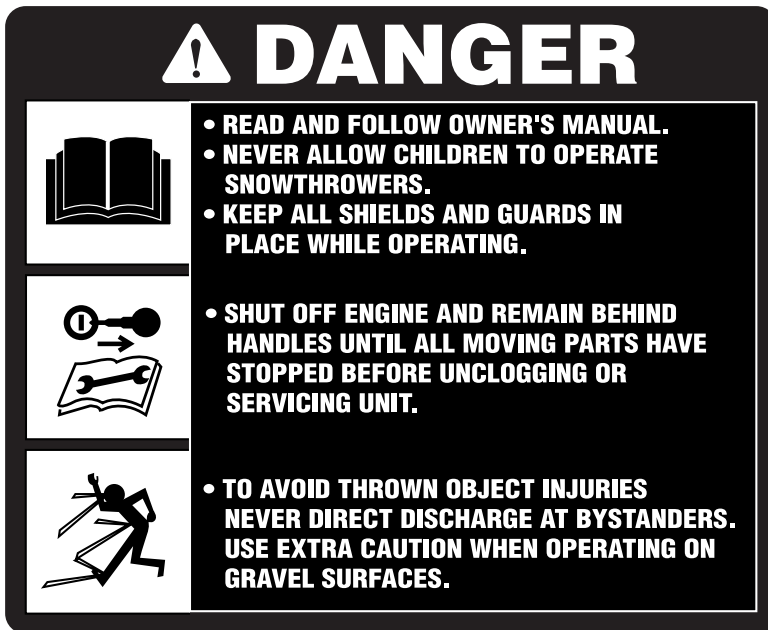 DANGER
• READ AND FOLLOW OWNER'S MANUAL.
• NEVER ALLOW CHILDREN TO OPERATE
SNOWTHROWERS.
• KEEP ALL SHIELDS AND GUARDS IN
PLACE WHILE OPERATING.
• SHUT OFF ENGINE AND REMAIN BEHIND
HANDLES UNTIL ALL MOVING PARTS HAVE
STOPPED BEFORE UNCLOGGING OR
SERVICING UNIT.
• TO AVOID THROWN OBJECT INJURIES
NEVER DIRECT DISCHARGE AT BYSTANDERS.
USE EXTRA CAUTION WHEN OPERATING ON
GRAVEL SURFACES.